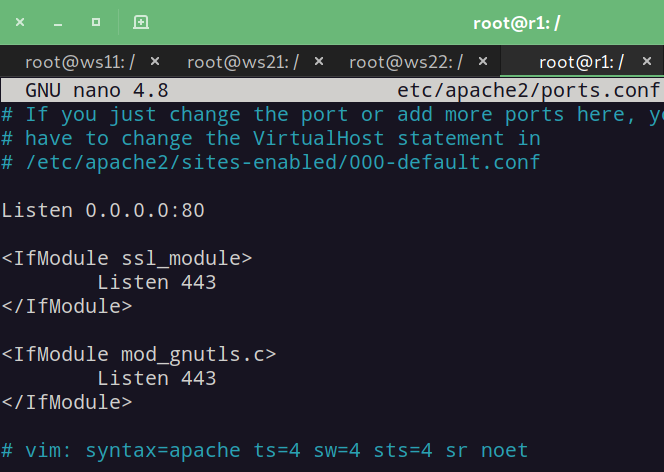 root@r1: /
root@ws11: / × root@ws21: / × root@ws22: / × root@r1: / ×
GNU nano 4.8 etc/apache2/ports.conf
# If you just change the port or add more ports here,
# have to change the VirtualHost statement in
# /etc/apache2/sites-enabled/000-default.conf
Listen 0.0.0.0:80
<IfModule ssl_module>
Listen 443
</IfModule>
<IfModule mod_gnutls.c>
Listen 443
</IfModule>
# vim: syntax=apache ts=4 sw=4 sts=4 sr noet